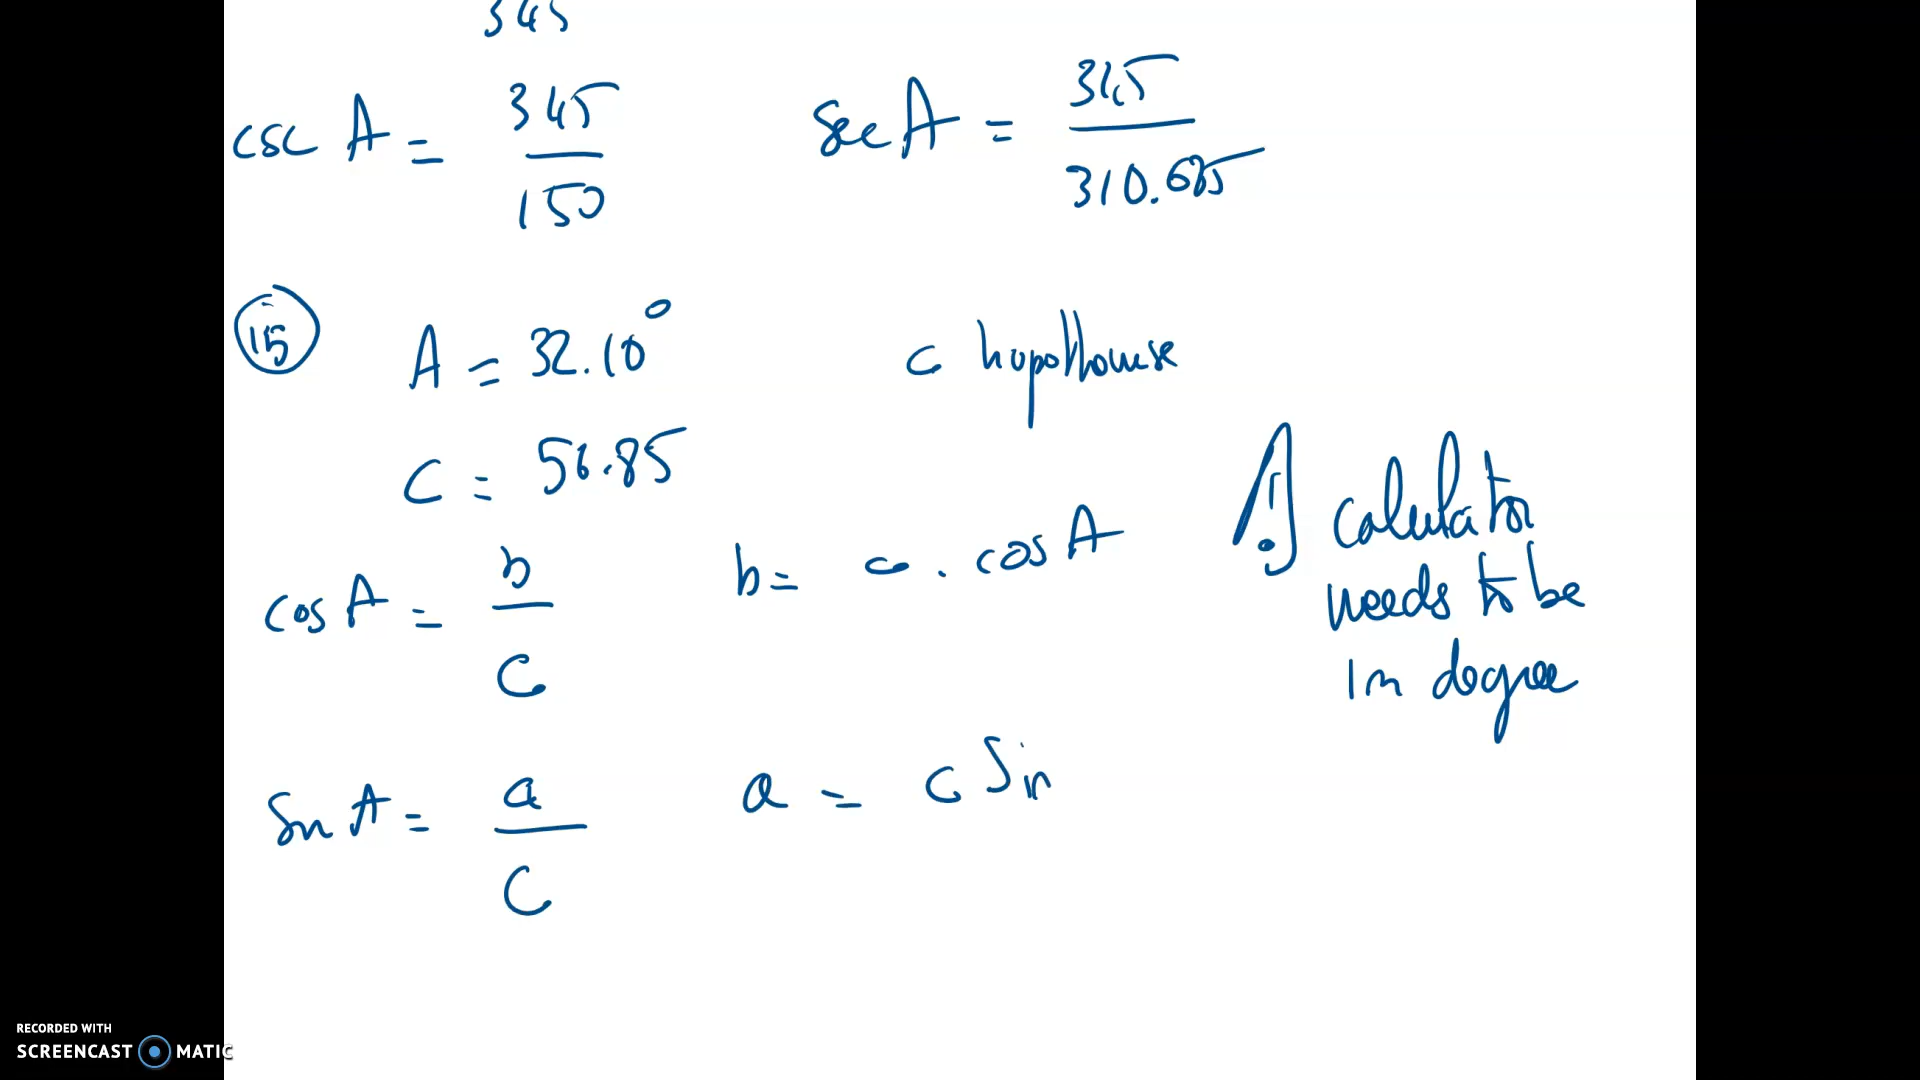 345
csc A = 345 / 150 sec A = 345 / 310.685
15 A = 32.10° c hypothenuse
C = 56.85
cos A = b / C b = c . cos A ! calculator
needs to be
in degree
Sin A = a / C a = c Sin
RECORDED WITH
SCREENCAST MATIC